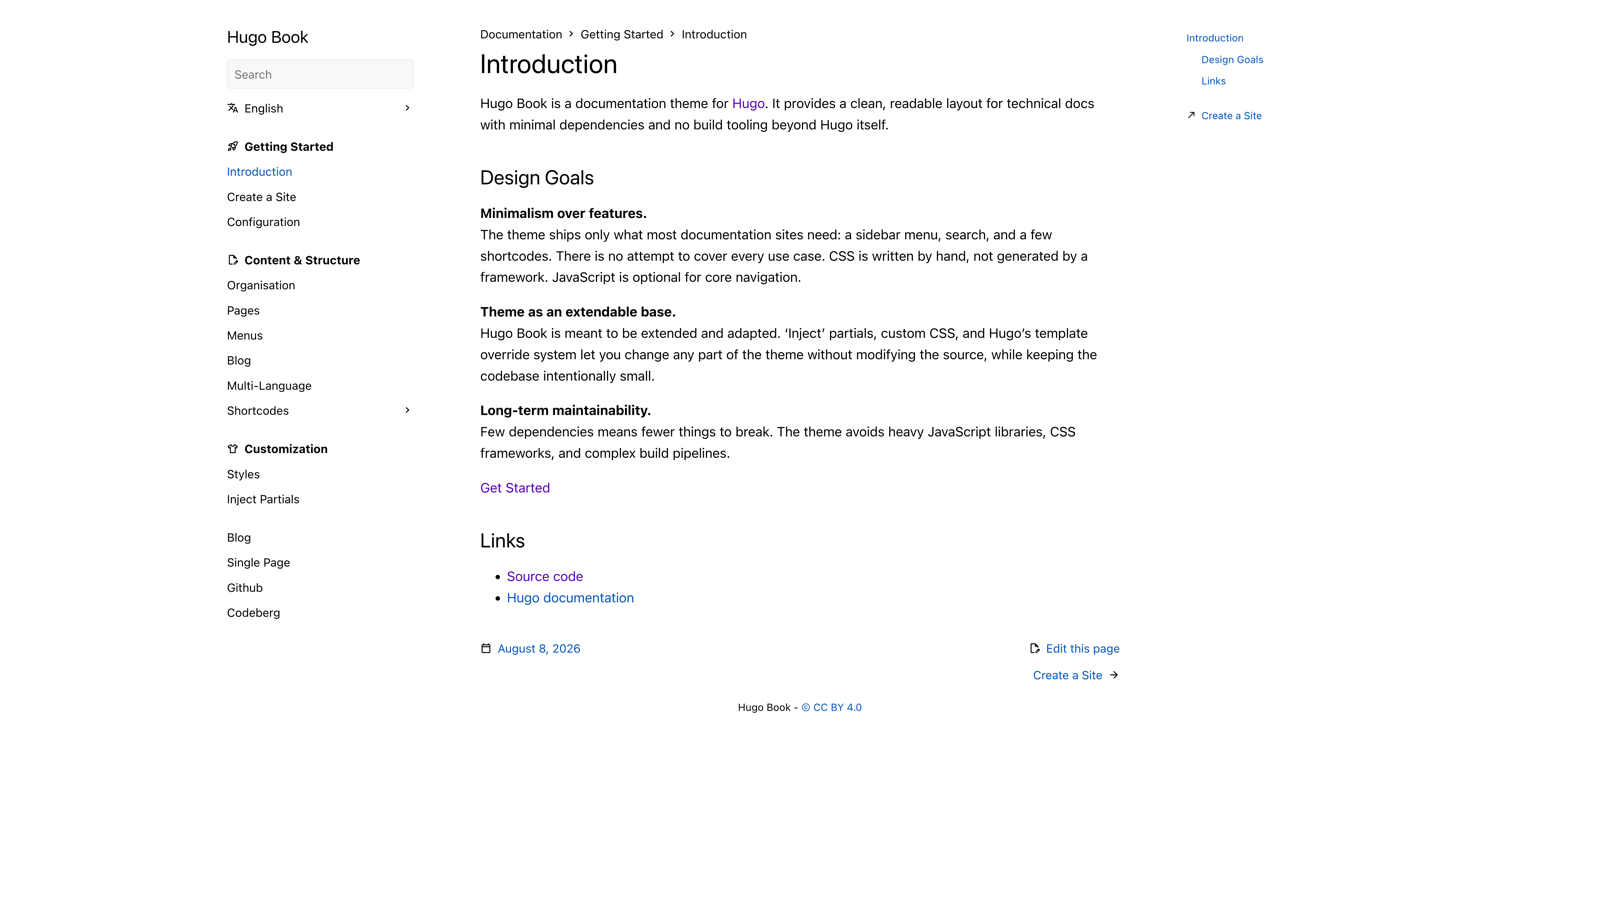 Hugo Book
Search
English
Getting Started
Introduction
Create a Site
Configuration
Content & Structure
Organisation
Pages
Menus
Blog
Multi-Language
Shortcodes
Customization
Styles
Inject Partials
Blog
Single Page
Github
Codeberg
Documentation > Getting Started > Introduction
Introduction
Hugo Book is a documentation theme for Hugo. It provides a clean, readable layout for technical docs
with minimal dependencies and no build tooling beyond Hugo itself.
Design Goals
Minimalism over features.
The theme ships only what most documentation sites need: a sidebar menu, search, and a few
shortcodes. There is no attempt to cover every use case. CSS is written by hand, not generated by a
framework. JavaScript is optional for core navigation.
Theme as an extendable base.
Hugo Book is meant to be extended and adapted. ‘Inject’ partials, custom CSS, and Hugo’s template
override system let you change any part of the theme without modifying the source, while keeping the
codebase intentionally small.
Long-term maintainability.
Few dependencies means fewer things to break. The theme avoids heavy JavaScript libraries, CSS
frameworks, and complex build pipelines.
Get Started
Links
Source code
Hugo documentation
August 8, 2026
Edit this page
Create a Site
Hugo Book - © CC BY 4.0
Introduction
Design Goals
Links
Create a Site